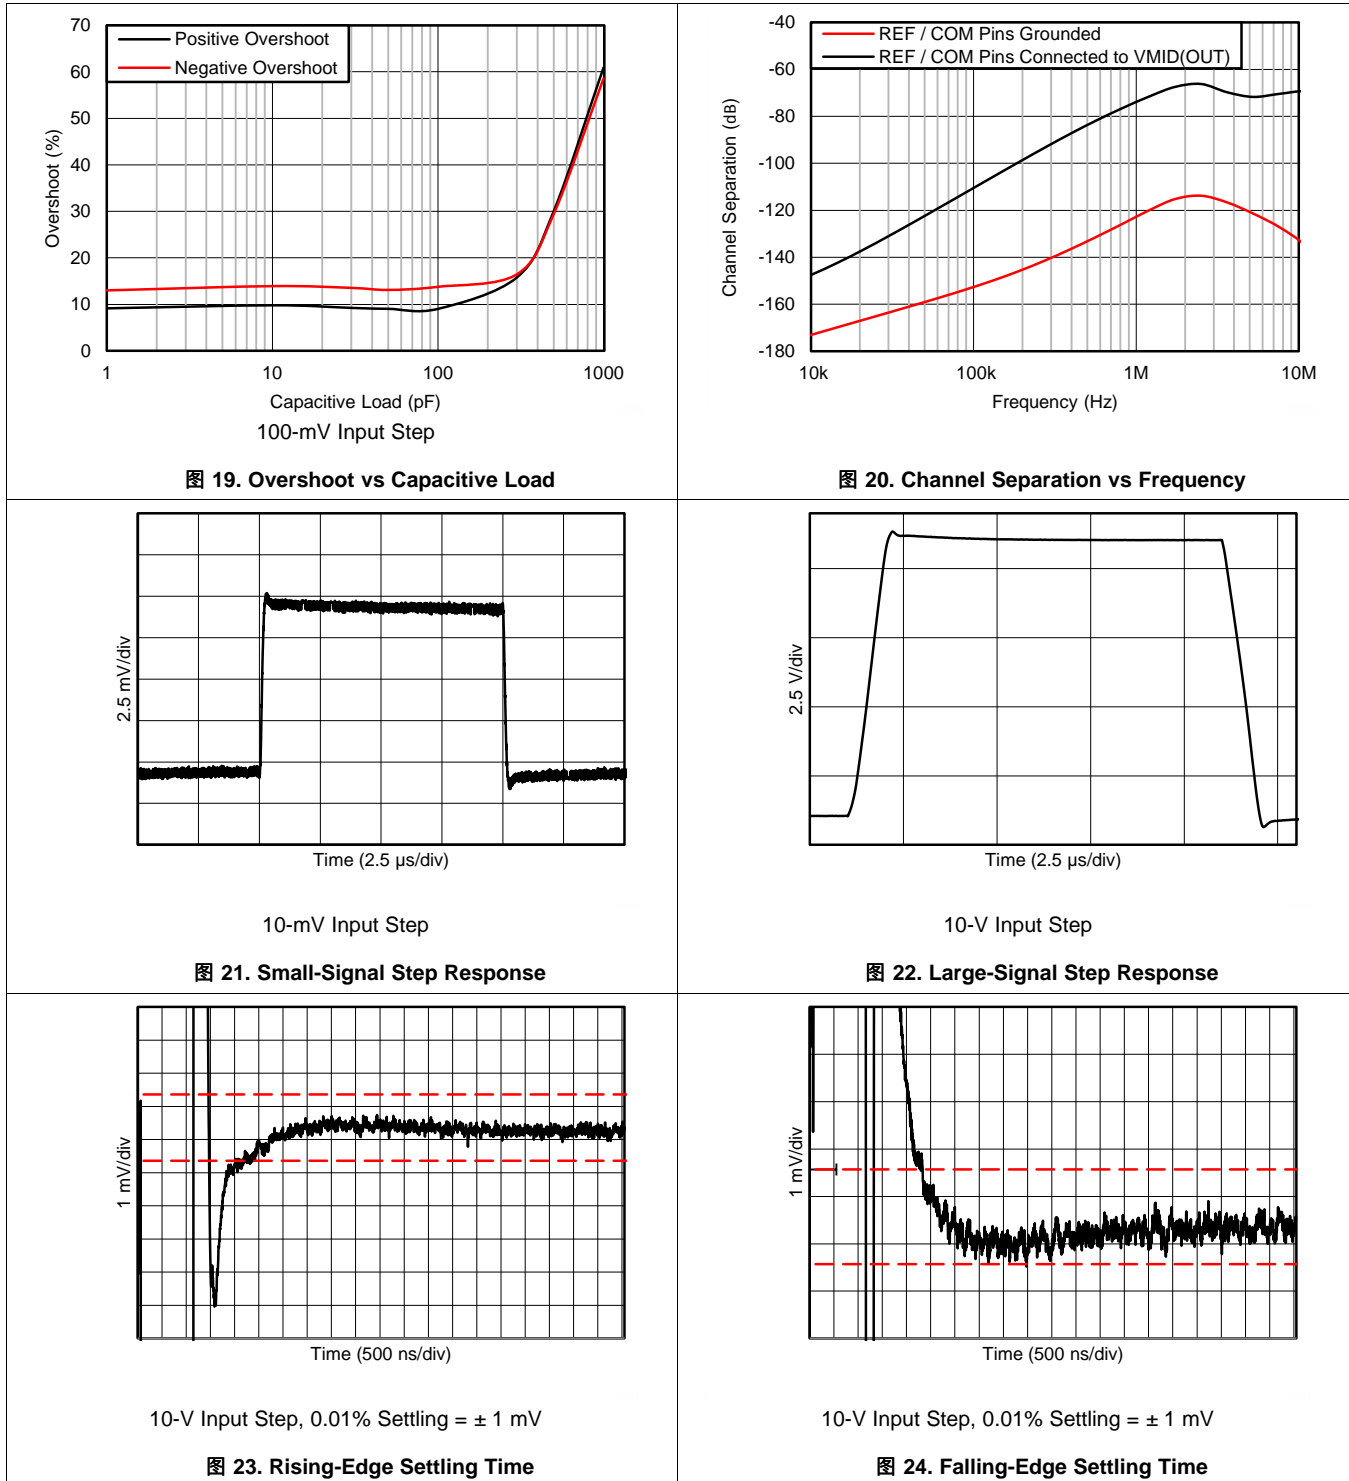 70
60
50
40
30
20
10
0
Positive Overshoot
Negative Overshoot
Overshoot (%)
1
10
100
1000
Capacitive Load (pF)
100-mV Input Step
图 19. Overshoot vs Capacitive Load
-40
-60
-80
-100
-120
-140
-160
-180
REF / COM Pins Grounded
REF / COM Pins Connected to VMID(OUT)
Channel Separation (dB)
10k
100k
1M
10M
Frequency (Hz)
图 20. Channel Separation vs Frequency
2.5 mV/div
Time (2.5 µs/div)
10-mV Input Step
图 21. Small-Signal Step Response
2.5 V/div
Time (2.5 µs/div)
10-V Input Step
图 22. Large-Signal Step Response
1 mV/div
Time (500 ns/div)
10-V Input Step, 0.01% Settling = ± 1 mV
图 23. Rising-Edge Settling Time
1 mV/div
Time (500 ns/div)
10-V Input Step, 0.01% Settling = ± 1 mV
图 24. Falling-Edge Settling Time